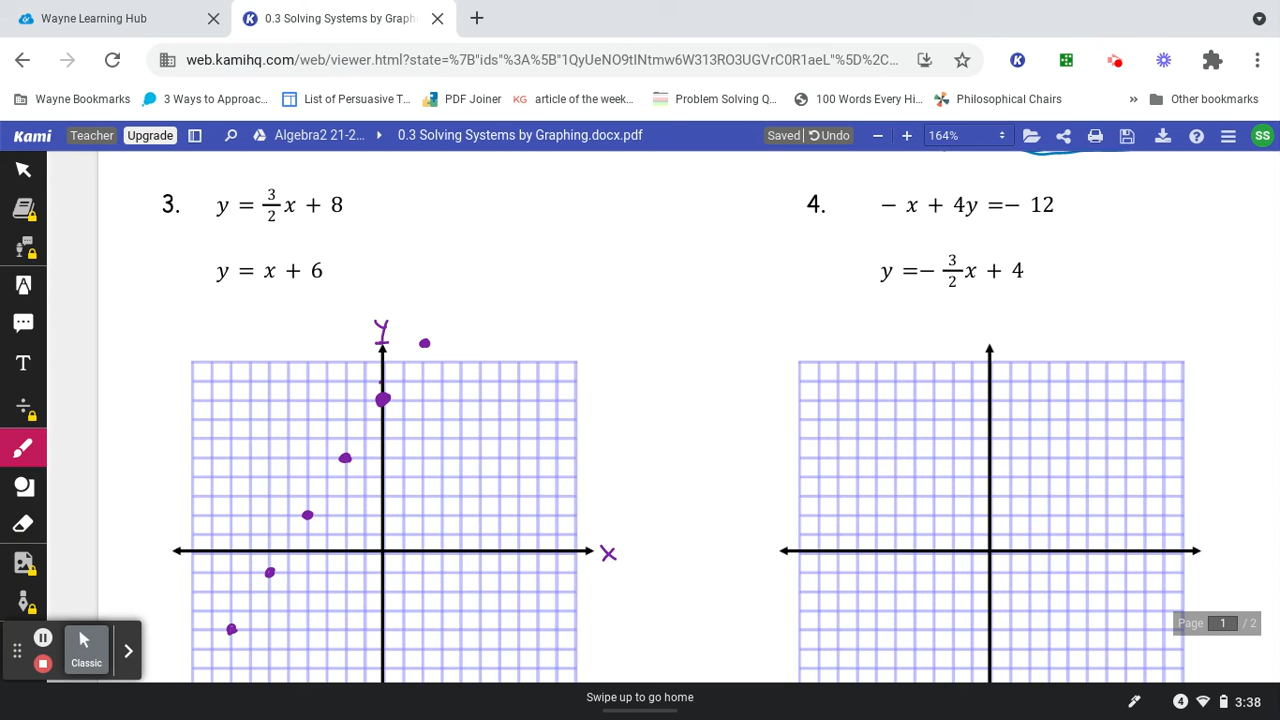 Wayne Learning Hub
0.3 Solving Systems by Graph
web.kamihq.com/web/viewer.html?state=%7B"ids"%3A%5B"1QyUeNO9tINtmw6W313RO3UGVrC0R1aeL"%5D%2C...
Wayne Bookmarks
3 Ways to Approac...
List of Persuasive T...
PDF Joiner
KG article of the week...
Problem Solving Q...
100 Words Every Hi...
Philosophical Chairs
» Other bookmarks
Kami Teacher Upgrade
Algebra2 21-2...
0.3 Solving Systems by Graphing.docx.pdf
Saved Undo
164%
SS
3. y = 3/2 x + 8
y = x + 6
4. − x + 4y =− 12
y =− 3/2 x + 4
Y
X
Page 1 / 2
Classic
Swipe up to go home
4 3:38